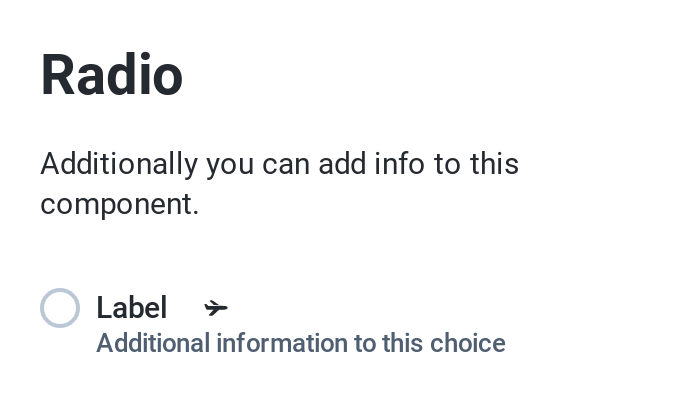 Radio
Additionally you can add info to this
component.
Label
Additional information to this choice